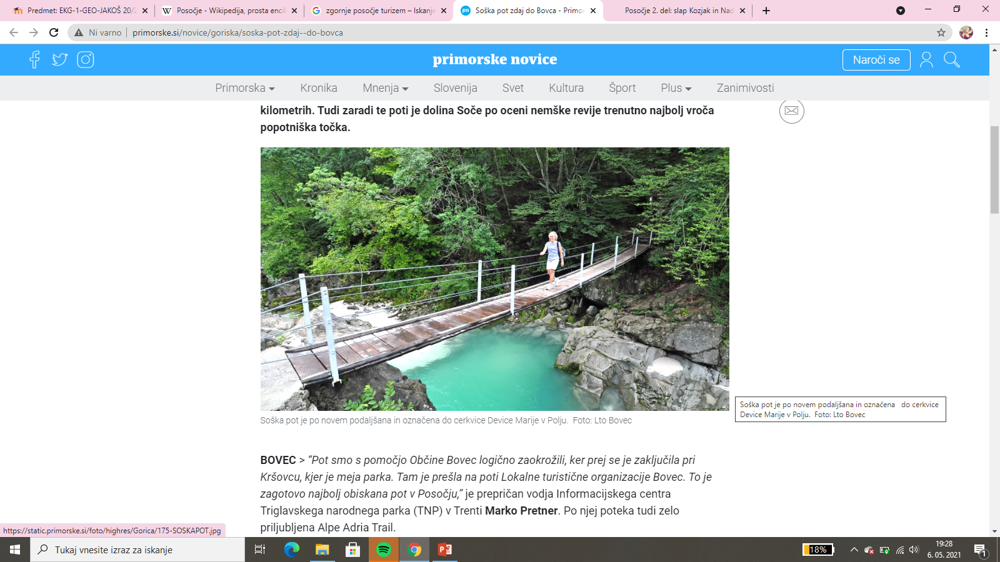 Predmet: EKG-1-GEO-JAKOŠ 20/2
Posočje - Wikipedija, prosta encik
zgornje posočje turizem – Iskanje
Soška pot zdaj do Bovca - Primor
Posočje 2. del: slap Kozjak in Nad
Ni varno
primorske.si/novice/goriska/soska-pot-zdaj--do-bovca
primorske novice
Naroči se
Primorska Kronika Mnenja Slovenija Svet Kultura Šport Plus Zanimivosti
kilometrih. Tudi zaradi te poti je dolina Soče po oceni nemške revije trenutno najbolj vroča
popotniška točka.
Soška pot je po novem podaljšana in označena do cerkvice
Device Marije v Polju. Foto: Lto Bovec
Soška pot je po novem podaljšana in označena do cerkvice Device Marije v Polju. Foto: Lto Bovec
BOVEC > “Pot smo s pomočjo Občine Bovec logično zaokrožili, ker prej se je zaključila pri
Kršovcu, kjer je meja parka. Tam je prešla na poti Lokalne turistične organizacije Bovec. To je
zagotovo najbolj obiskana pot v Posočju,” je prepričan vodja Informacijskega centra
Triglavskega narodnega parka (TNP) v Trenti Marko Pretner. Po njej poteka tudi zelo
priljubljena Alpe Adria Trail.
https://static.primorske.si/foto/highres/Gorica/175-SOSKAPOT.jpg
Tukaj vnesite izraz za iskanje
18%
19:28
6. 05. 2021
1